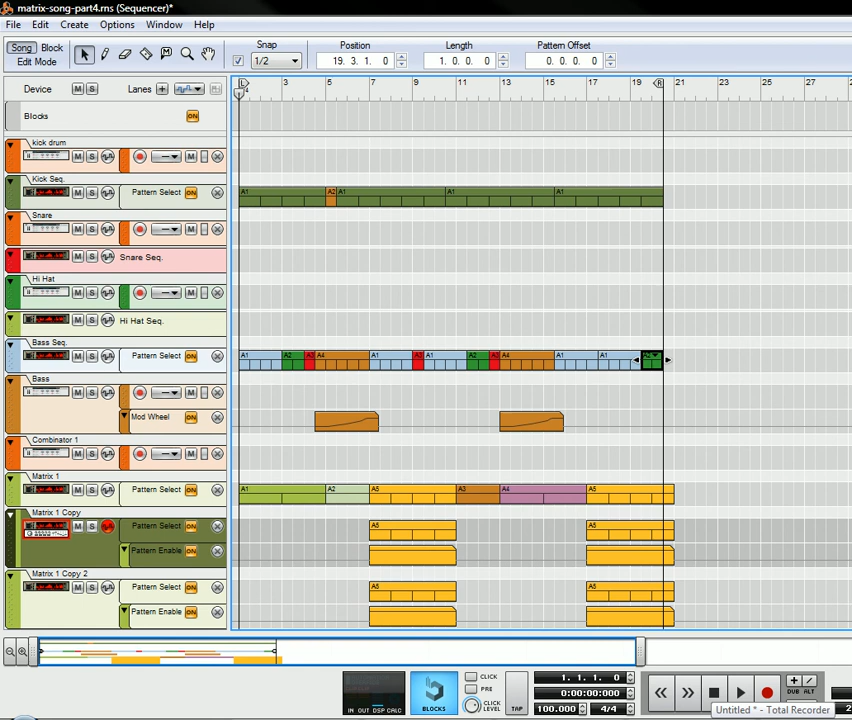 matrix-song-part4.rns (Sequencer)*
File Edit Create Options Window Help
Song Block Edit Mode
Snap
1/2
Position
19. 3. 1. 0
Length
1. 0. 0. 0
Pattern Offset
0. 0. 0. 0
Device M S Lanes
L 3 5 7 9 11 13 15 17 19 R 21 23 25 27 29
Blocks ON
kick drum
M S M
Kick Seq.
M S Pattern Select ON
A1 A2 A1 A1 A1
Snare
M S M
M S Snare Seq.
Hi Hat
M S M
M S Hi Hat Seq.
Bass Seq.
M S Pattern Select ON
A1 A2 A3 A4 A1 A3 A1 A2 A3 A4 A1 A1
Bass
M S M
Mod Wheel ON
Combinator 1
M S M
Matrix 1
M S Pattern Select ON
A1 A2 A5 A3 A4 A5
Matrix 1 Copy
M S Pattern Select ON
A5 A5
Pattern Enable ON
Matrix 1 Copy 2
M S Pattern Select ON
A5 A5
Pattern Enable ON
IN OUT DSP CALC
BLOCKS
CLICK
PRE
CLICK LEVEL
TAP
1. 1. 1. 0
0:00:00:000
100.000 4/4
DUB ALT
Untitled * - Total Recorder